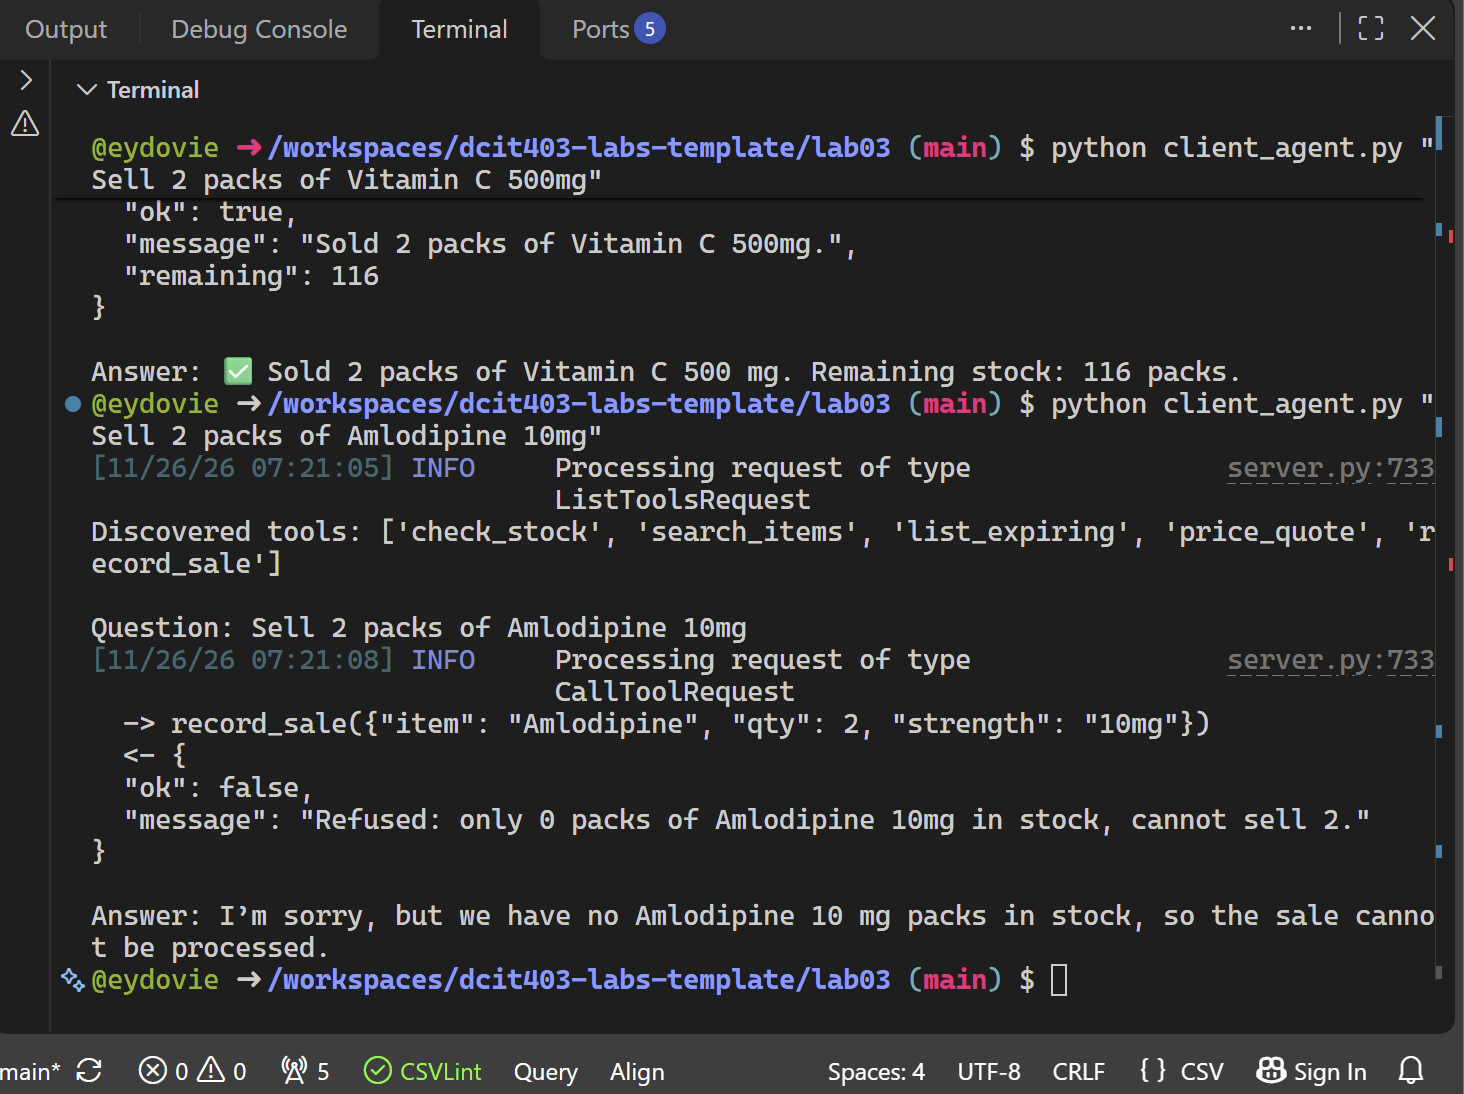 Output Debug Console Terminal Ports 5
Terminal
@eydovie ➜ /workspaces/dcit403-labs-template/lab03 (main) $ python client_agent.py "
Sell 2 packs of Vitamin C 500mg"
"ok": true,
"message": "Sold 2 packs of Vitamin C 500mg.",
"remaining": 116
}
Answer: ✅ Sold 2 packs of Vitamin C 500 mg. Remaining stock: 116 packs.
@eydovie ➜ /workspaces/dcit403-labs-template/lab03 (main) $ python client_agent.py "
Sell 2 packs of Amlodipine 10mg"
[11/26/26 07:21:05] INFO Processing request of type server.py:733
ListToolsRequest
Discovered tools: ['check_stock', 'search_items', 'list_expiring', 'price_quote', 'r
ecord_sale']
Question: Sell 2 packs of Amlodipine 10mg
[11/26/26 07:21:08] INFO Processing request of type server.py:733
CallToolRequest
-> record_sale({"item": "Amlodipine", "qty": 2, "strength": "10mg"})
<- {
"ok": false,
"message": "Refused: only 0 packs of Amlodipine 10mg in stock, cannot sell 2."
}
Answer: I’m sorry, but we have no Amlodipine 10 mg packs in stock, so the sale canno
t be processed.
@eydovie ➜ /workspaces/dcit403-labs-template/lab03 (main) $
main* 0 0 5 CSVLint Query Align Spaces: 4 UTF-8 CRLF {} CSV Sign In